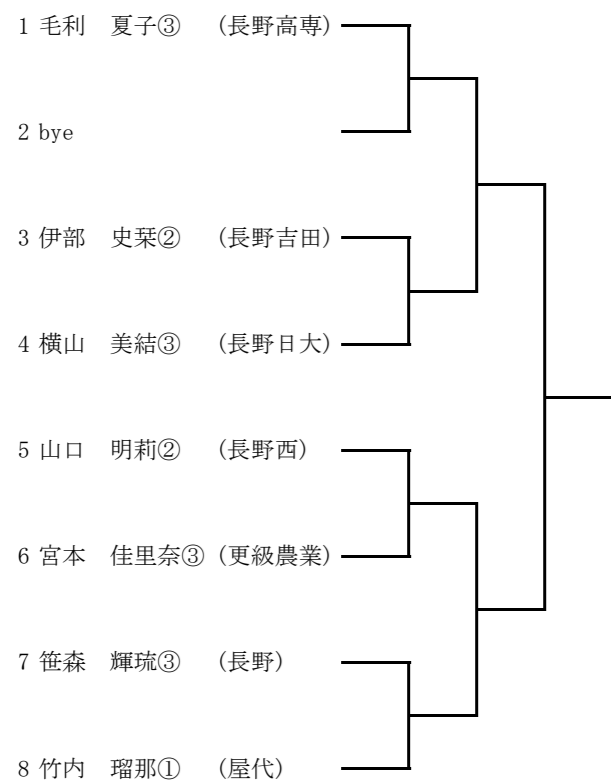 1 毛利　夏子③　(長野高専)
2 bye
3 伊部　史栞②　(長野吉田)
4 横山　美結③　(長野日大)
5 山口　明莉②　(長野西)
6 宮本　佳里奈③ (更級農業)
7 笹森　輝琉③　(長野)
8 竹内　瑠那①　(屋代)